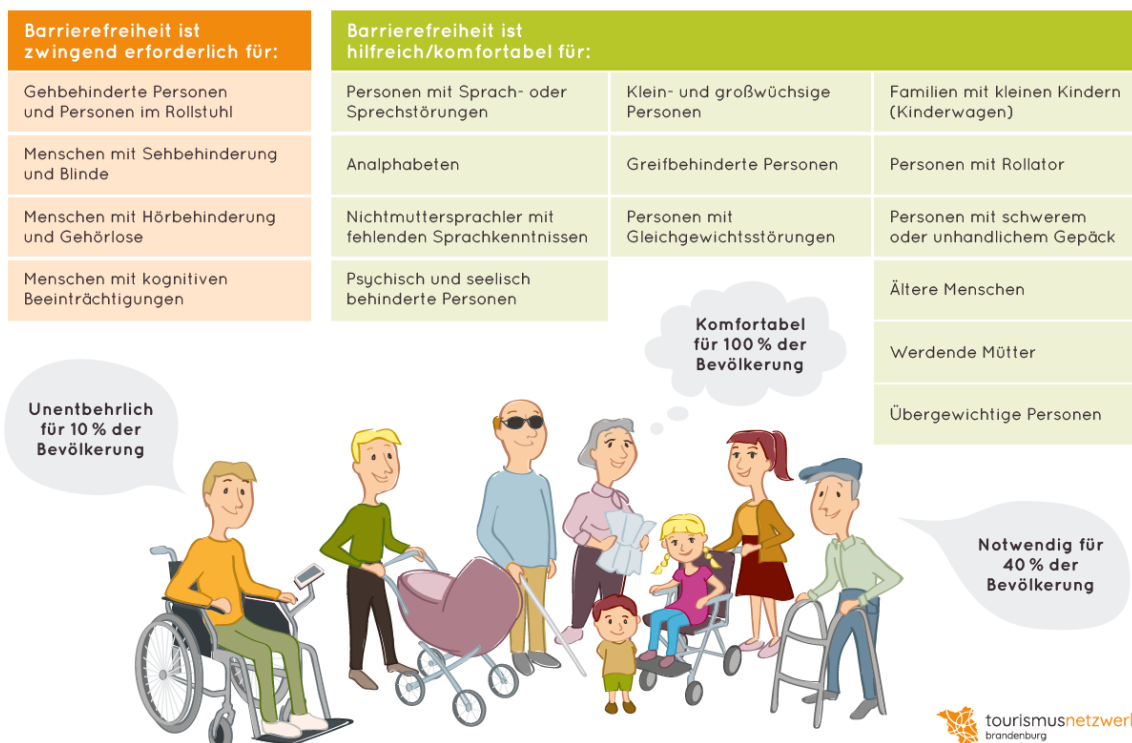 Barrierefreiheit ist
zwingend erforderlich für:
Gehbehinderte Personen
und Personen im Rollstuhl
Menschen mit Sehbehinderung
und Blinde
Menschen mit Hörbehinderung
und Gehörlose
Menschen mit kognitiven
Beeinträchtigungen
Barrierefreiheit ist
hilfreich/komfortabel für:
Personen mit Sprach- oder
Sprechstörungen
Analphabeten
Nichtmuttersprachler mit
fehlenden Sprachkenntnissen
Psychisch und seelisch
behinderte Personen
Klein- und großwüchsige
Personen
Greifbehinderte Personen
Personen mit
Gleichgewichtsstörungen
Familien mit kleinen Kindern
(Kinderwagen)
Personen mit Rollator
Personen mit schwerem
oder unhandlichem Gepäck
Ältere Menschen
Werdende Mütter
Übergewichtige Personen
Unentbehrlich
für 10 % der
Bevölkerung
Komfortabel
für 100 % der
Bevölkerung
Notwendig für
40 % der
Bevölkerung
tourismusnetzwerk
brandenburg